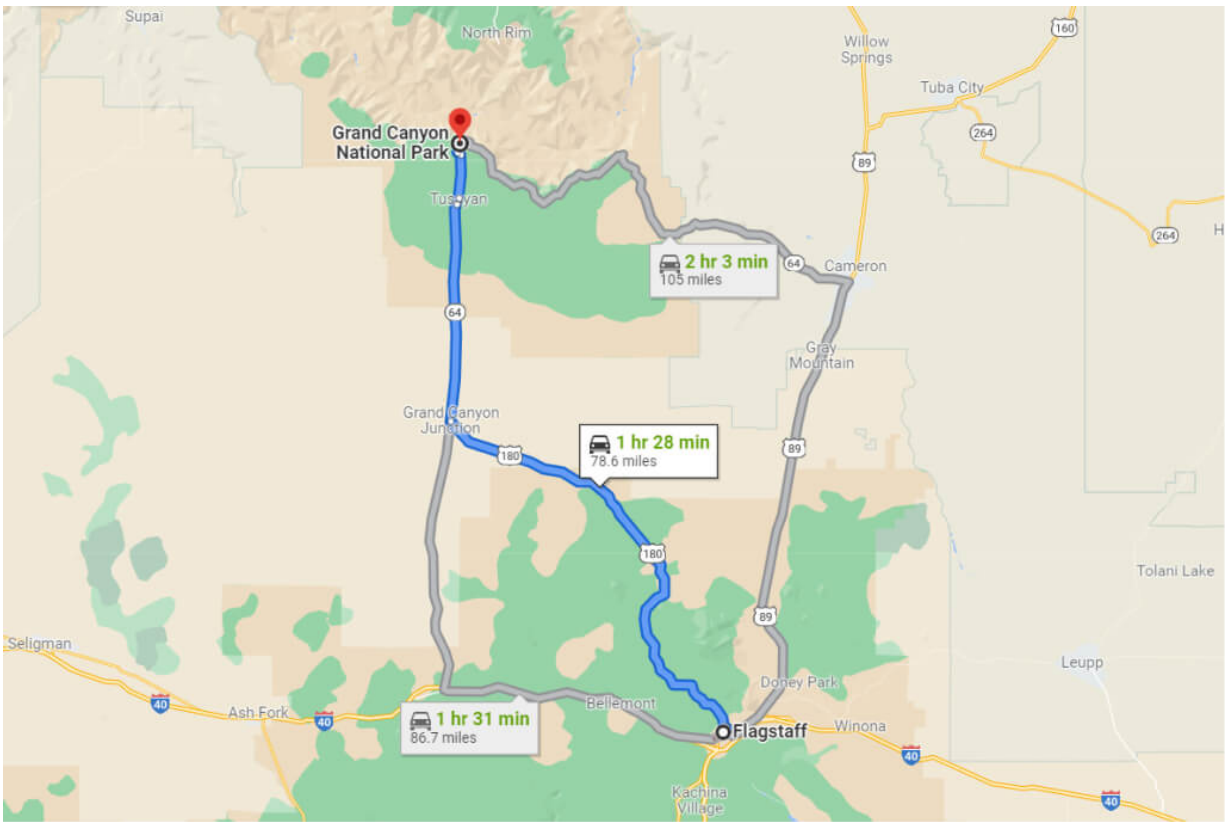 Supai
North Rim
160
Willow
Springs
Tuba City
Grand Canyon
National Park
264
89
Tusayan
264
H
2 hr 3 min
105 miles
64
Cameron
64
Gray
Mountain
Grand Canyon
Junction
1 hr 28 min
78.6 miles
180
89
180
Tolani Lake
89
Seligman
Leupp
Doney Park
40
Ash Fork
40
Bellemont
1 hr 31 min
86.7 miles
Flagstaff
Winona
40
Kachina
Village
40